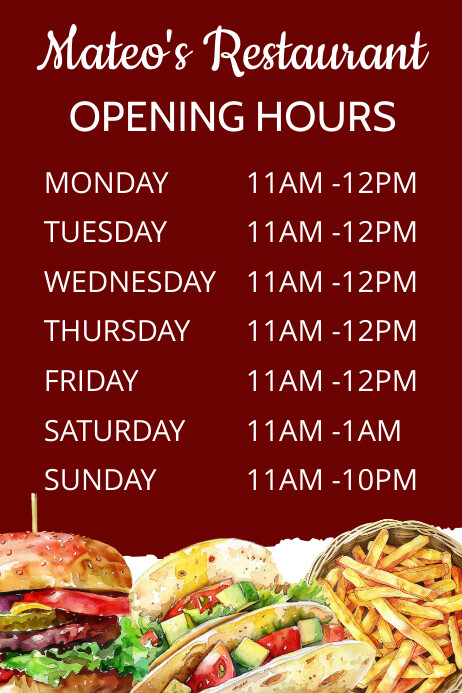 Mateo's Restaurant
OPENING HOURS
MONDAY 11AM -12PM
TUESDAY 11AM -12PM
WEDNESDAY 11AM -12PM
THURSDAY 11AM -12PM
FRIDAY 11AM -12PM
SATURDAY 11AM -1AM
SUNDAY 11AM -10PM